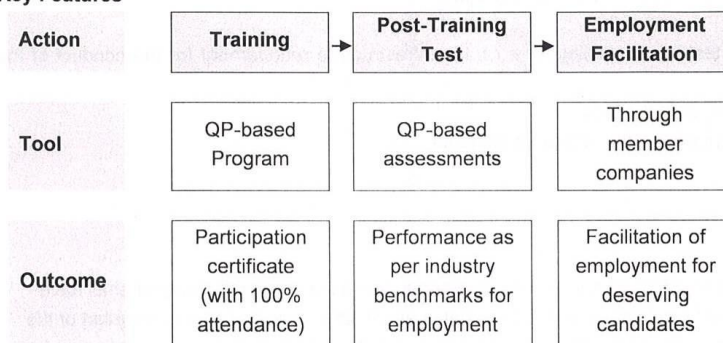 Key Features
Action
Training
Post-Training
Test
Employment
Facilitation
Tool
QP-based
Program
QP-based
assessments
Through
member
companies
Outcome
Participation
certificate
(with 100%
attendance)
Performance as
per industry
benchmarks for
employment
Facilitation of
employment for
deserving
candidates